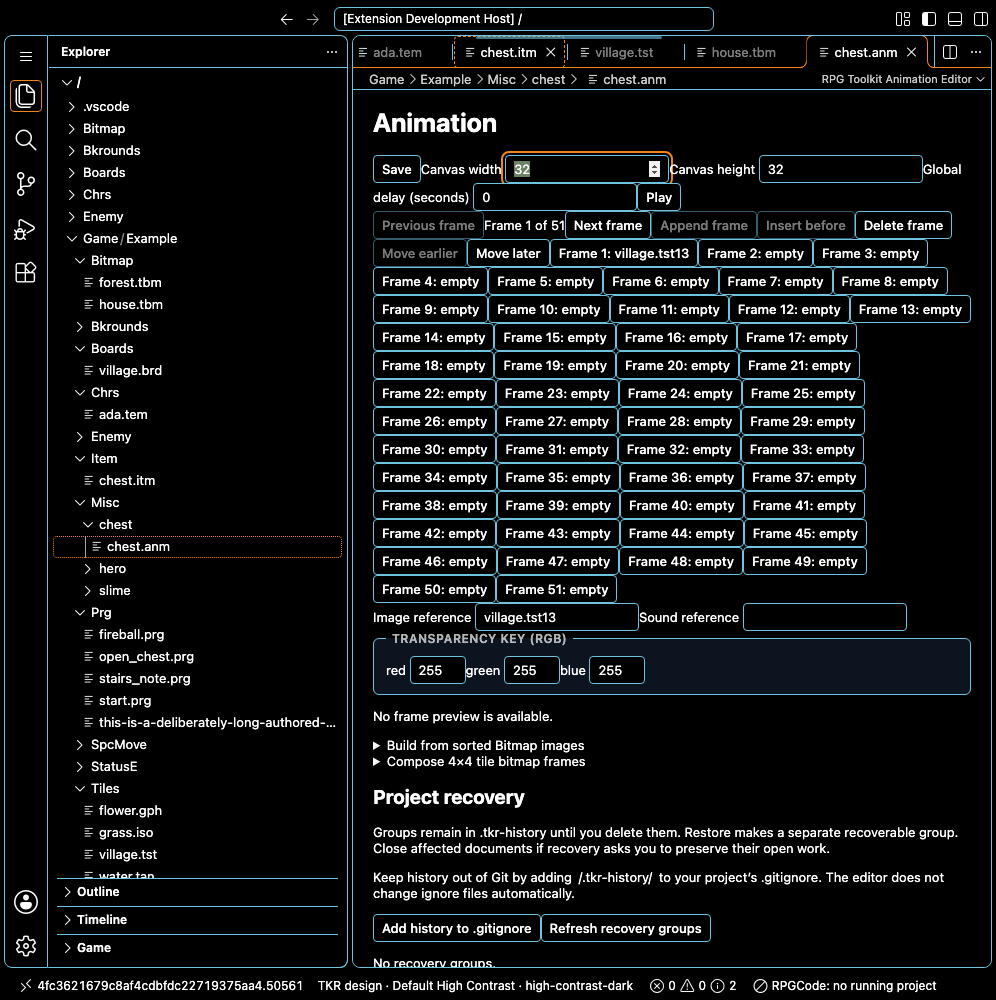 [Extension Development Host] /
Explorer
/
.vscode
Bitmap
Bkrounds
Boards
Chrs
Enemy
Game / Example
Bitmap
forest.tbm
house.tbm
Bkrounds
Boards
village.brd
Chrs
ada.tem
Enemy
Item
chest.itm
Misc
chest
chest.anm
hero
slime
Prg
fireball.prg
open_chest.prg
stairs_note.prg
start.prg
this-is-a-deliberately-long-authored-...
SpcMove
StatusE
Tiles
flower.gph
grass.iso
village.tst
water.tan
Outline
Timeline
Game
ada.tem chest.itm village.tst house.tbm chest.anm
Game > Example > Misc > chest > chest.anm RPG Toolkit Animation Editor
Animation
Save Canvas width 32 Canvas height 32 Global
delay (seconds) 0 Play
Previous frame Frame 1 of 51 Next frame Append frame Insert before Delete frame
Move earlier Move later Frame 1: village.tst13 Frame 2: empty Frame 3: empty
Frame 4: empty Frame 5: empty Frame 6: empty Frame 7: empty Frame 8: empty
Frame 9: empty Frame 10: empty Frame 11: empty Frame 12: empty Frame 13: empty
Frame 14: empty Frame 15: empty Frame 16: empty Frame 17: empty
Frame 18: empty Frame 19: empty Frame 20: empty Frame 21: empty
Frame 22: empty Frame 23: empty Frame 24: empty Frame 25: empty
Frame 26: empty Frame 27: empty Frame 28: empty Frame 29: empty
Frame 30: empty Frame 31: empty Frame 32: empty Frame 33: empty
Frame 34: empty Frame 35: empty Frame 36: empty Frame 37: empty
Frame 38: empty Frame 39: empty Frame 40: empty Frame 41: empty
Frame 42: empty Frame 43: empty Frame 44: empty Frame 45: empty
Frame 46: empty Frame 47: empty Frame 48: empty Frame 49: empty
Frame 50: empty Frame 51: empty
Image reference village.tst13 Sound reference
TRANSPARENCY KEY (RGB)
red 255 green 255 blue 255
No frame preview is available.
Build from sorted Bitmap images
Compose 4×4 tile bitmap frames
Project recovery
Groups remain in .tkr-history until you delete them. Restore makes a separate recoverable group.
Close affected documents if recovery asks you to preserve their open work.
Keep history out of Git by adding /.tkr-history/ to your project's .gitignore. The editor does not
change ignore files automatically.
Add history to .gitignore Refresh recovery groups
No recovery groups.
4fc3621679c8af4cdbfdc22719375aa4.50561 TKR design · Default High Contrast · high-contrast-dark 0 0 2 RPGCode: no running project